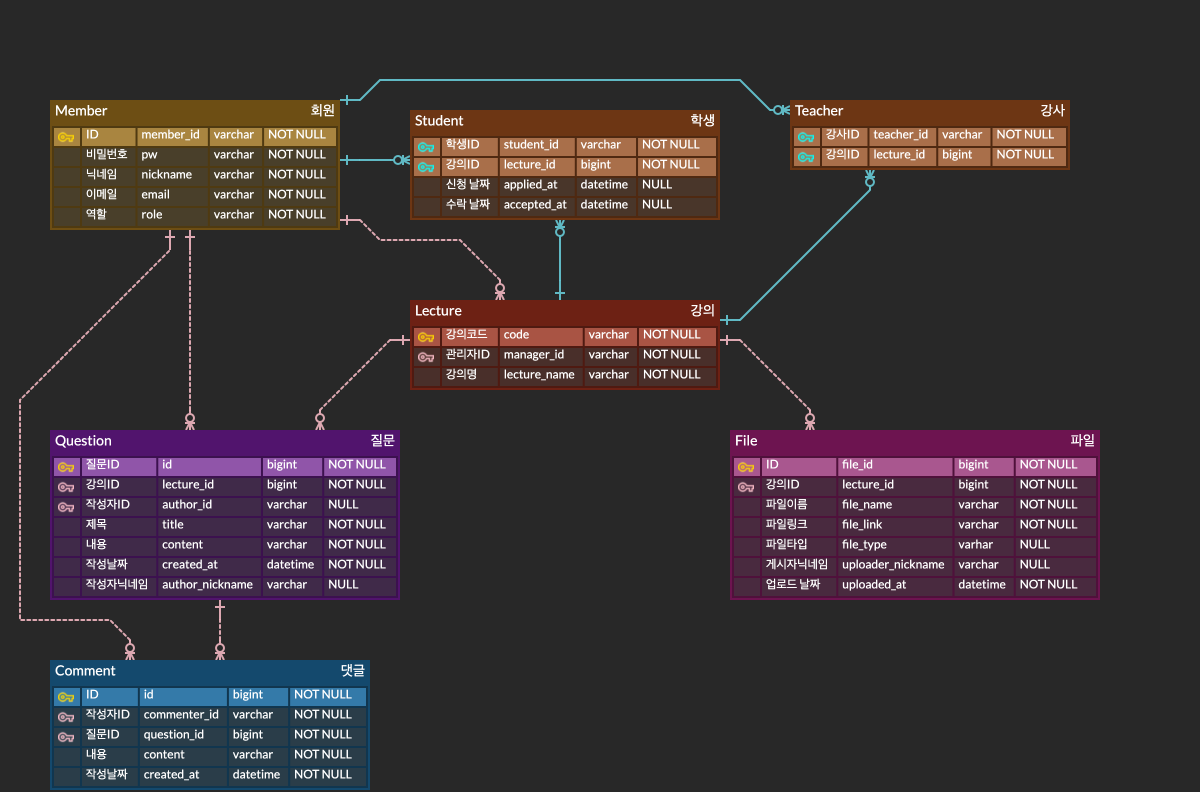 Member 회원
ID member_id varchar NOT NULL
비밀번호 pw varchar NOT NULL
닉네임 nickname varchar NOT NULL
이메일 email varchar NOT NULL
역할 role varchar NOT NULL
Student 학생
학생ID student_id varchar NOT NULL
강의ID lecture_id bigint NOT NULL
신청 날짜 applied_at datetime NULL
수락 날짜 accepted_at datetime NULL
Teacher 강사
강사ID teacher_id varchar NOT NULL
강의ID lecture_id bigint NOT NULL
Lecture 강의
강의코드 code varchar NOT NULL
관리자ID manager_id varchar NOT NULL
강의명 lecture_name varchar NOT NULL
Question 질문
질문ID id bigint NOT NULL
강의ID lecture_id bigint NOT NULL
작성자ID author_id varchar NULL
제목 title varchar NOT NULL
내용 content varchar NOT NULL
작성날짜 created_at datetime NOT NULL
작성자닉네임 author_nickname varchar NULL
File 파일
ID file_id bigint NOT NULL
강의ID lecture_id bigint NOT NULL
파일이름 file_name varchar NOT NULL
파일링크 file_link varchar NOT NULL
파일타입 file_type varhar NULL
게시자닉네임 uploader_nickname varchar NULL
업로드 날짜 uploaded_at datetime NOT NULL
Comment 댓글
ID id bigint NOT NULL
작성자ID commenter_id varchar NOT NULL
질문ID question_id bigint NOT NULL
내용 content varchar NOT NULL
작성날짜 created_at datetime NOT NULL